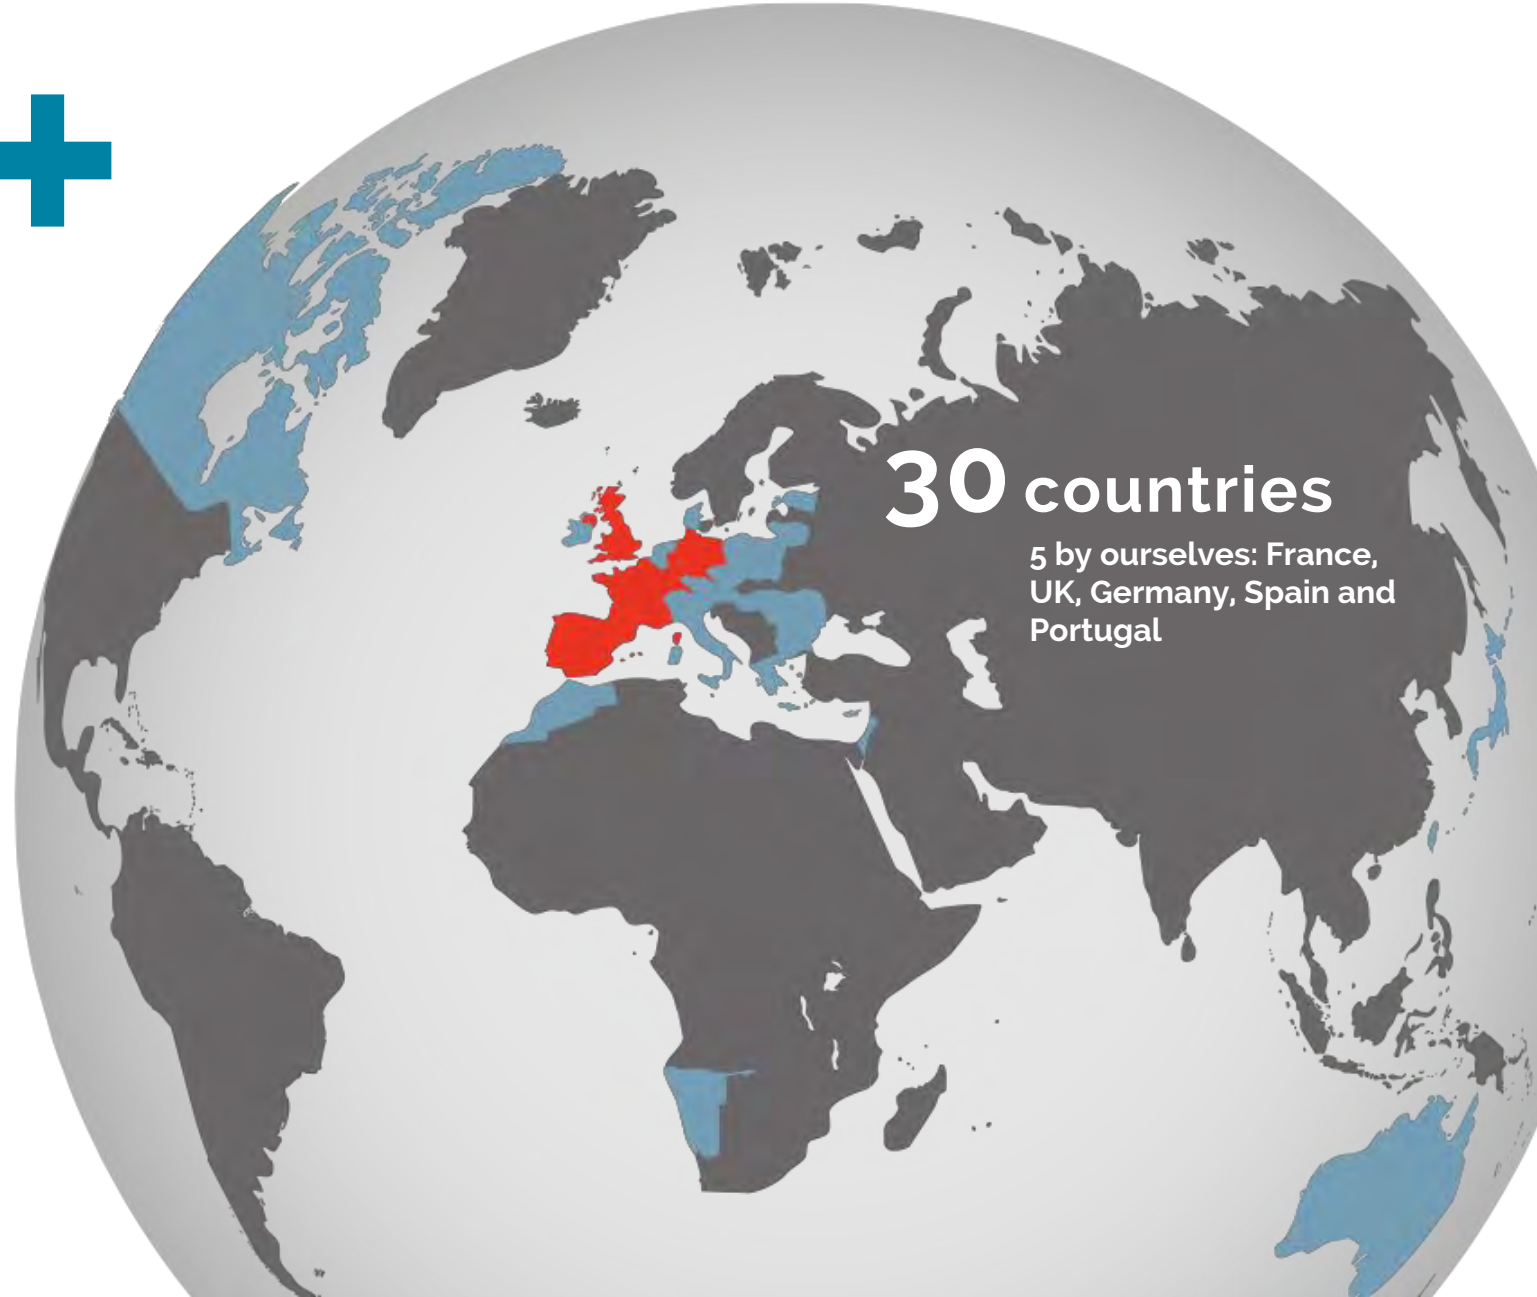 30 countries
5 by ourselves: France,
UK, Germany, Spain and
Portugal